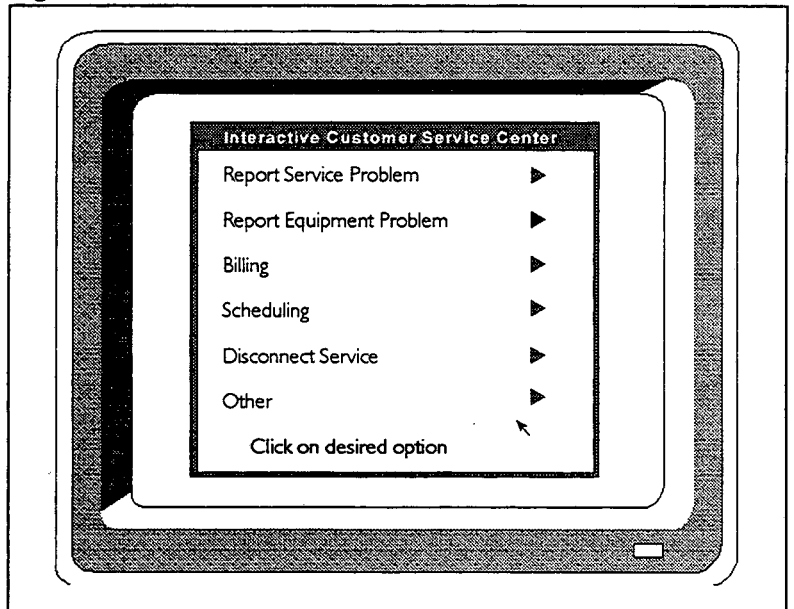 Interactive Customer Service Center
Report Service Problem
Report Equipment Problem
Billing
Scheduling
Disconnect Service
Other
Click on desired option